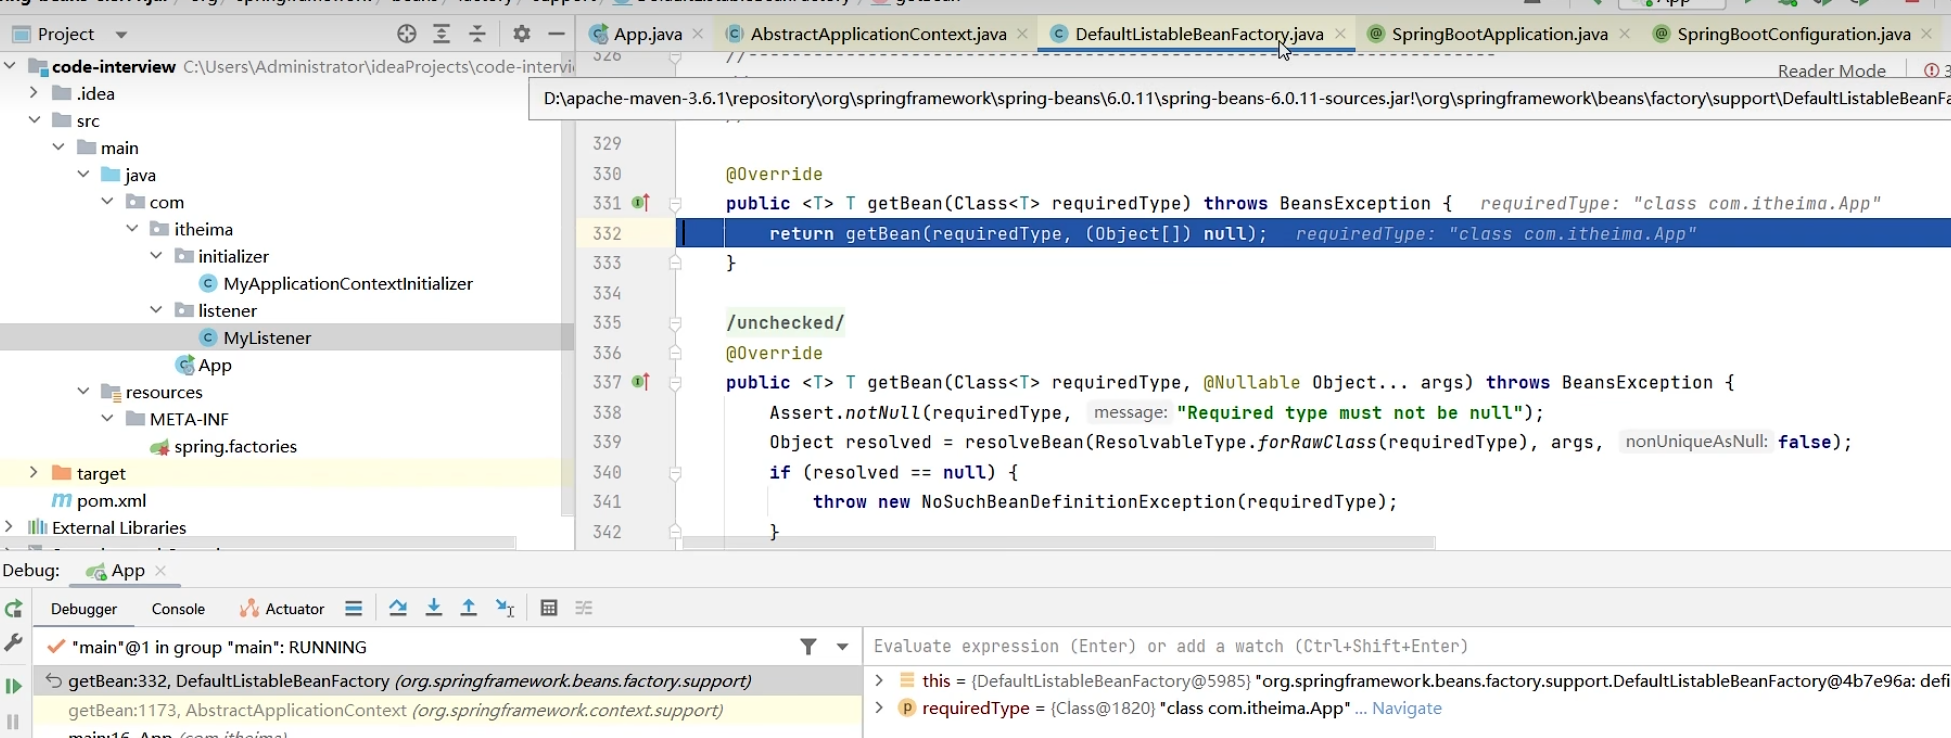 Project
App.java
AbstractApplicationContext.java
DefaultListableBeanFactory.java
SpringBootApplication.java
SpringBootConfiguration.java
code-interview C:\Users\Administrator\ideaProjects\code-intervi
.idea
src
main
java
com
itheima
initializer
MyApplicationContextInitializer
listener
MyListener
App
resources
META-INF
spring.factories
target
pom.xml
External Libraries
326 //
Reader Mode
3
D:\apache-maven-3.6.1\repository\org\springframework\spring-beans\6.0.11\spring-beans-6.0.11-sources.jar!\org\springframework\beans\factory\support\DefaultListableBeanFa
329
330 @Override
331 public <T> T getBean(Class<T> requiredType) throws BeansException { requiredType: "class com.itheima.App"
332 return getBean(requiredType, (Object[]) null); requiredType: "class com.itheima.App"
333 }
334
335 /unchecked/
336 @Override
337 public <T> T getBean(Class<T> requiredType, @Nullable Object... args) throws BeansException {
338 Assert.notNull(requiredType, message: "Required type must not be null");
339 Object resolved = resolveBean(ResolvableType.forRawClass(requiredType), args, nonUniqueAsNull: false);
340 if (resolved == null) {
341 throw new NoSuchBeanDefinitionException(requiredType);
342 }
Debug: App
Debugger Console Actuator
"main"@1 in group "main": RUNNING
getBean:332, DefaultListableBeanFactory (org.springframework.beans.factory.support)
getBean:1173, AbstractApplicationContext (org.springframework.context.support)
main:16, App (com.itheima)
Evaluate expression (Enter) or add a watch (Ctrl+Shift+Enter)
this = {DefaultListableBeanFactory@5985} "org.springframework.beans.factory.support.DefaultListableBeanFactory@4b7e96a: defi
requiredType = {Class@1820} "class com.itheima.App" ... Navigate